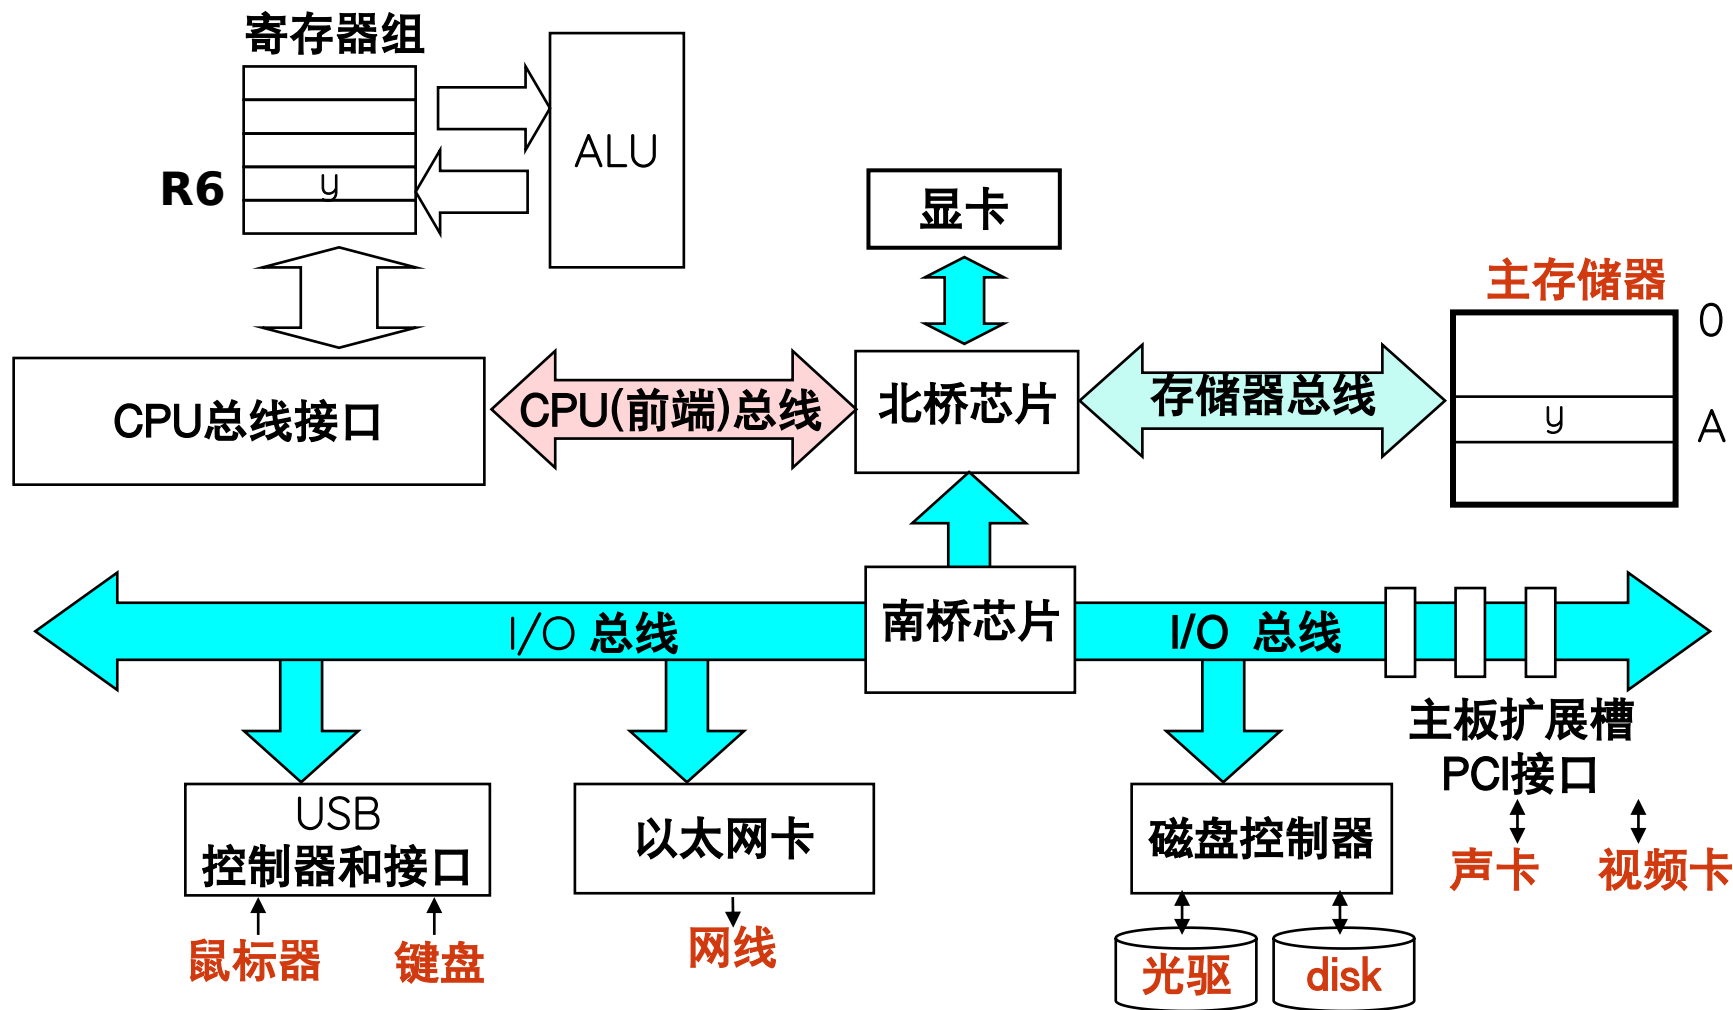 寄存器组
ALU
R6
y
显卡
主存储器
0
CPU总线接口
CPU(前端)总线
北桥芯片
存储器总线
y
A
I/O 总线
南桥芯片
I/O 总线
主板扩展槽
PCI接口
USB
控制器和接口
以太网卡
磁盘控制器
声卡
视频卡
鼠标器
键盘
网线
光驱
disk